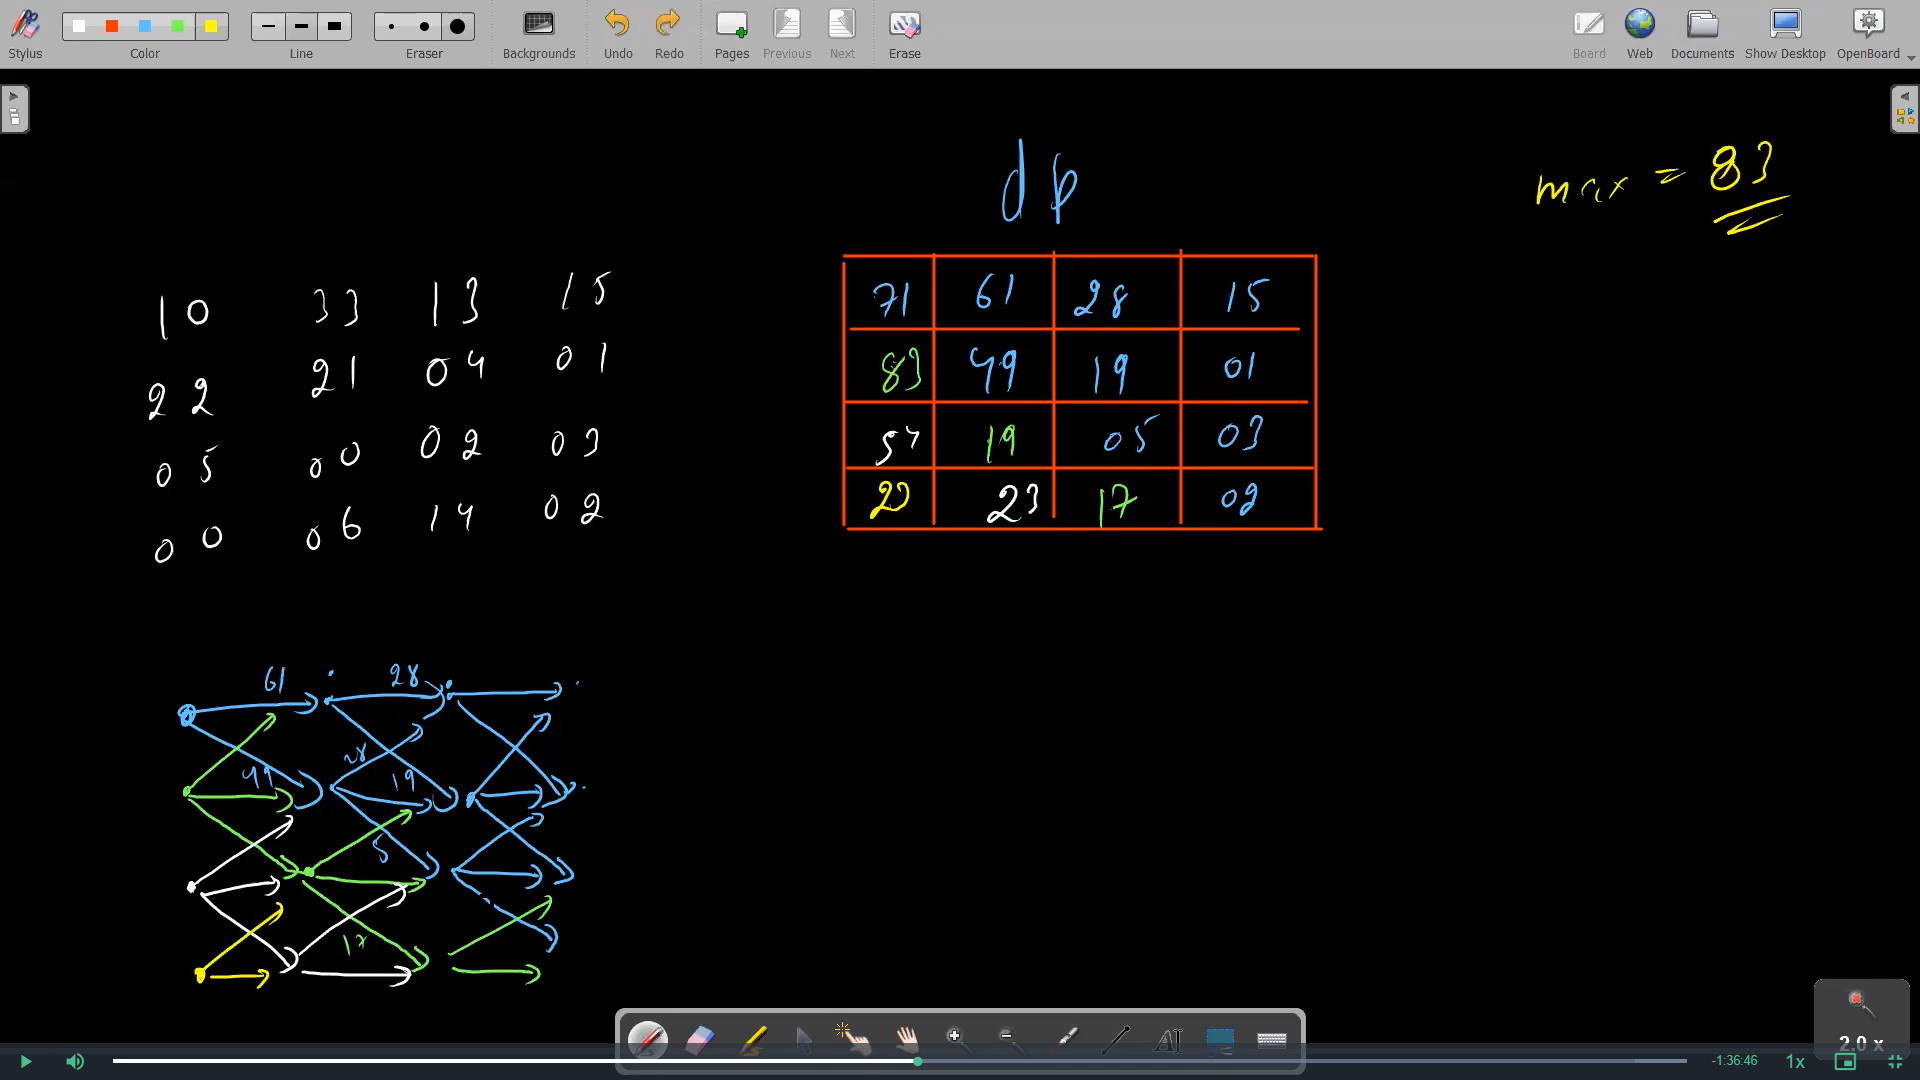 Stylus Color Line Eraser Backgrounds Undo Redo Pages Previous Next Erase Board Web Documents Show Desktop OpenBoard
dp
max = 83
10 33 13 15
22 21 04 01
05 00 02 03
00 06 14 02
71 61 28 15
83 49 19 01
54 19 05 03
23 23 17 02
61 28
28
49 19
5
17
2.0 x
-1:36:46 1x